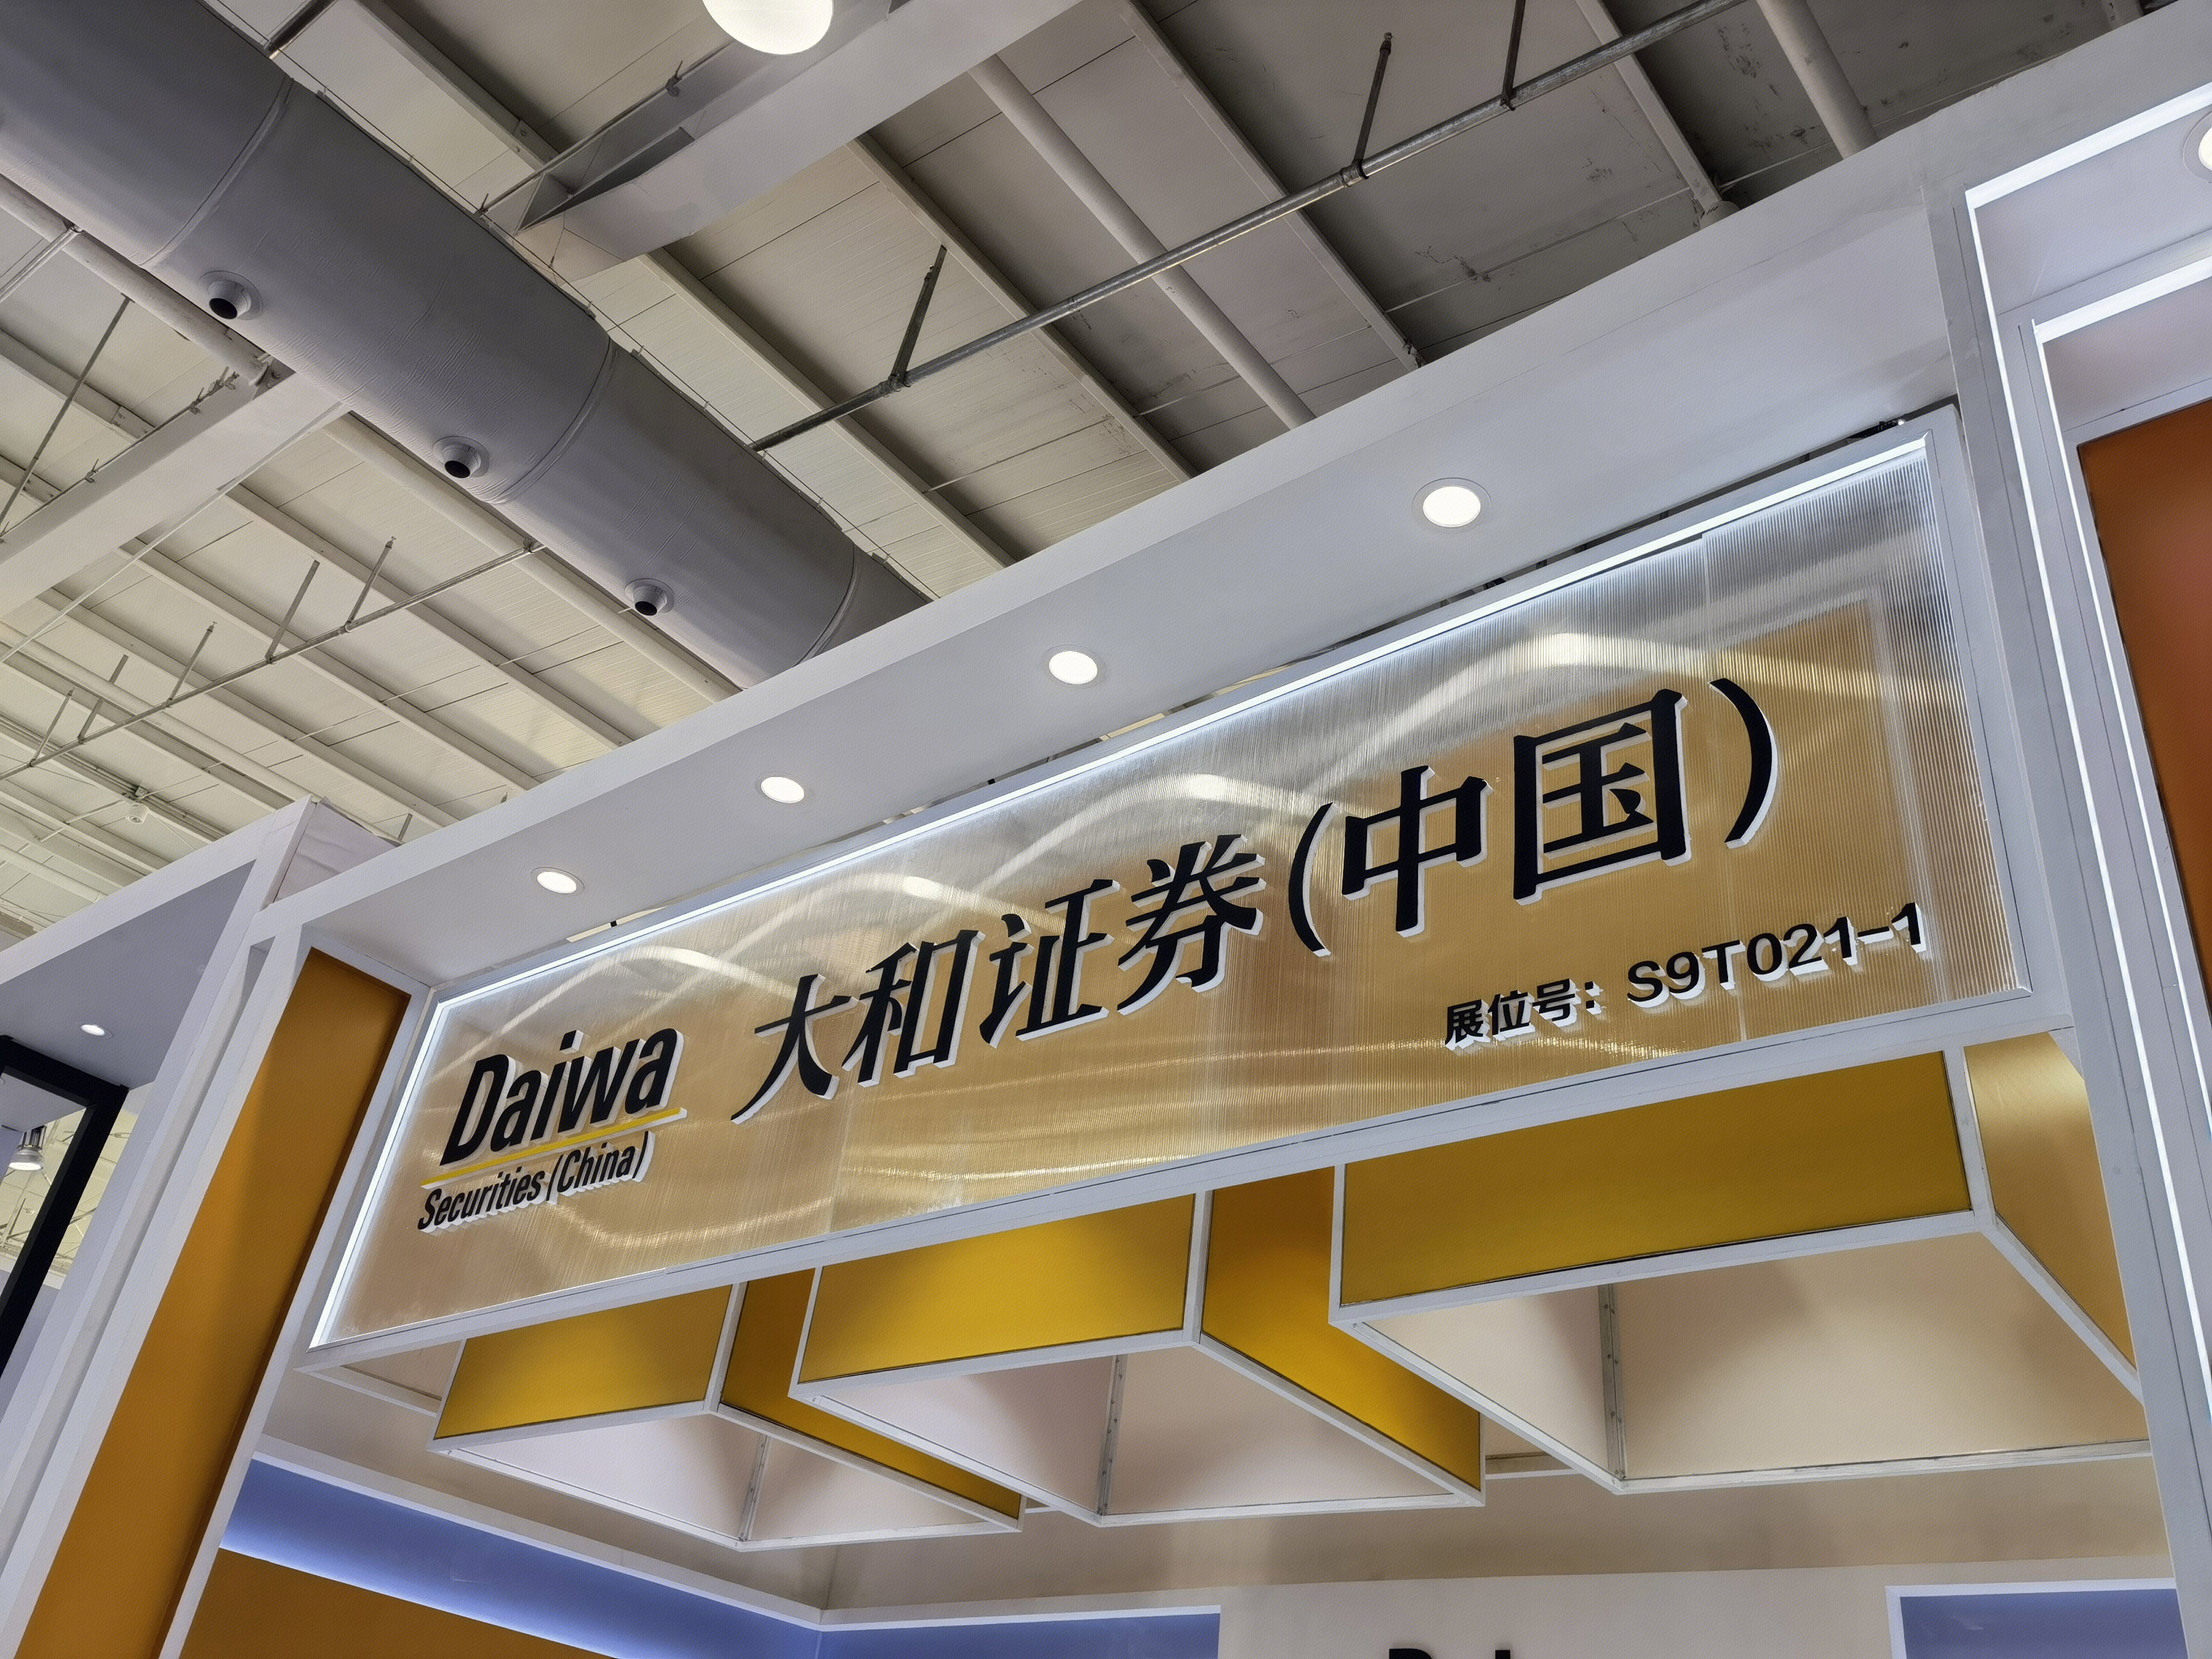 Daiwa
Securities (China)
大和证券(中国)
展位号：S9T021-1